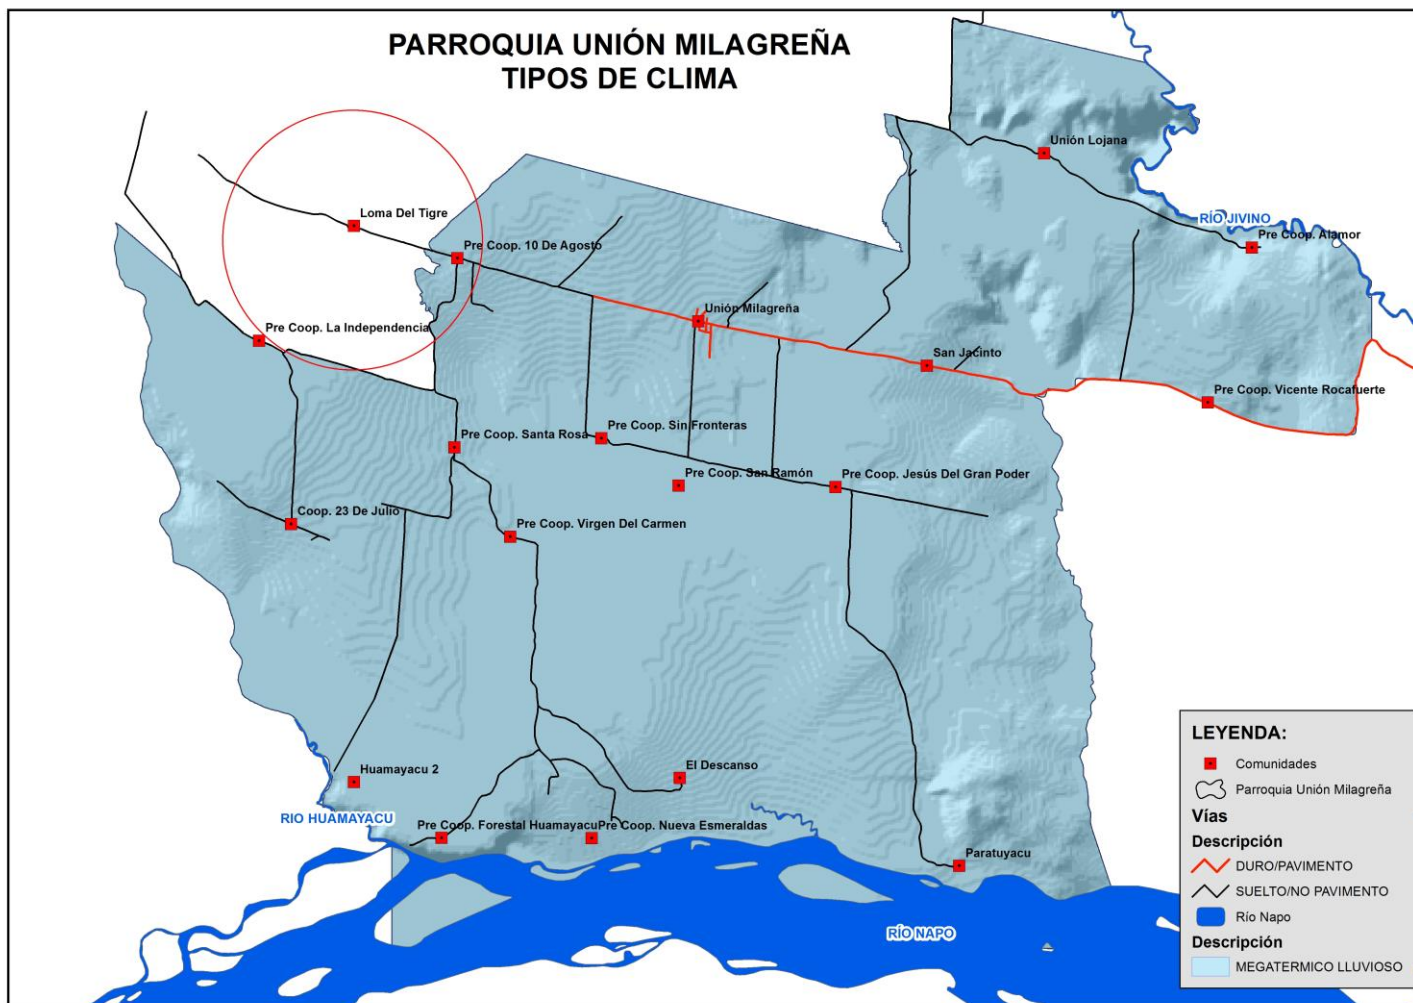 PARROQUIA UNIÓN MILAGREÑA
TIPOS DE CLIMA
Unión Lojana
Loma Del Tigre
RÍO JIVINO
Pre Coop. Alamor
Pre Coop. 10 De Agosto
Unión Milagreña
Pre Coop. La Independencia
San Jacinto
Pre Coop. Vicente Rocafuerte
Pre Coop. Sin Fronteras
Pre Coop. Santa Rosa
Pre Coop. San Ramón
Pre Coop. Jesús Del Gran Poder
Coop. 23 De Julio
Pre Coop. Virgen Del Carmen
Huamayacu 2
El Descanso
RIO HUAMAYACU
Pre Coop. Forestal Huamayacu
Pre Coop. Nueva Esmeraldas
Paratuyacu
RÍO NAPO
LEYENDA:
Comunidades
Parroquia Unión Milagreña
Vías
Descripción
DURO/PAVIMENTO
SUELTO/NO PAVIMENTO
Río Napo
Descripción
MEGATERMICO LLUVIOSO